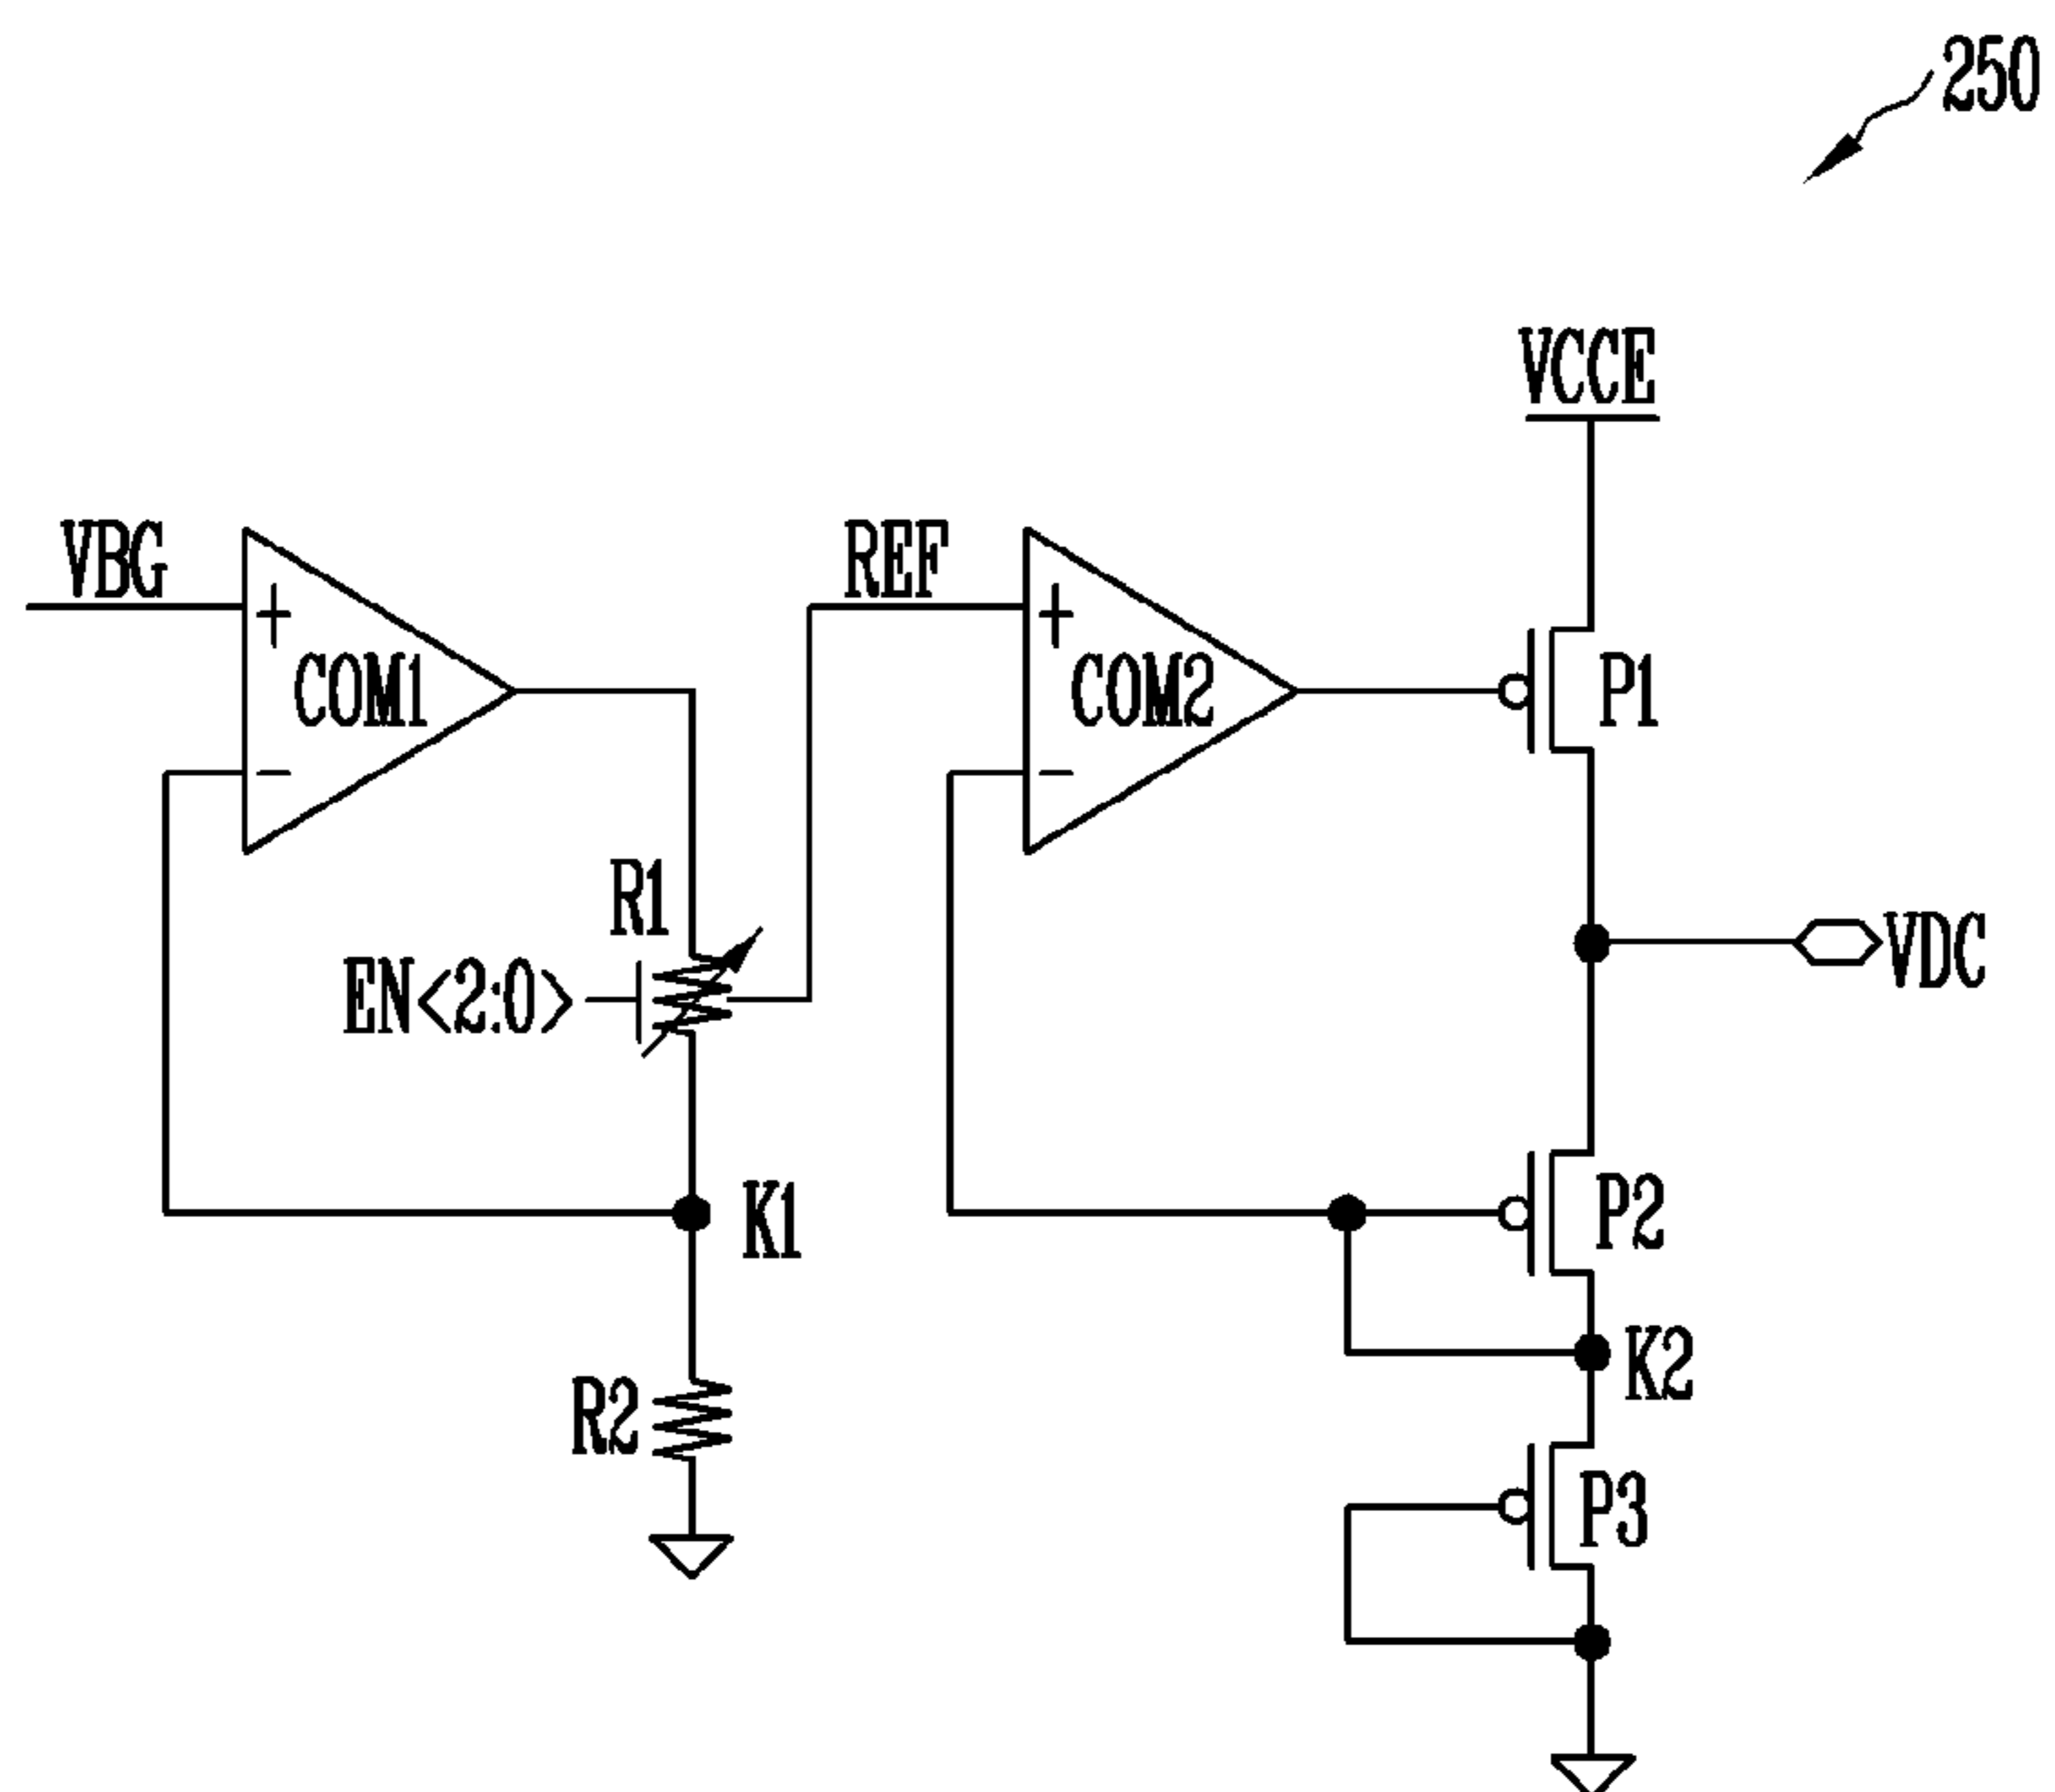 250
VCCE
VBG
+
COM1
-
REF
+
COM2
-
P1
R1
EN<2:0>
VDC
K1
P2
K2
R2
P3